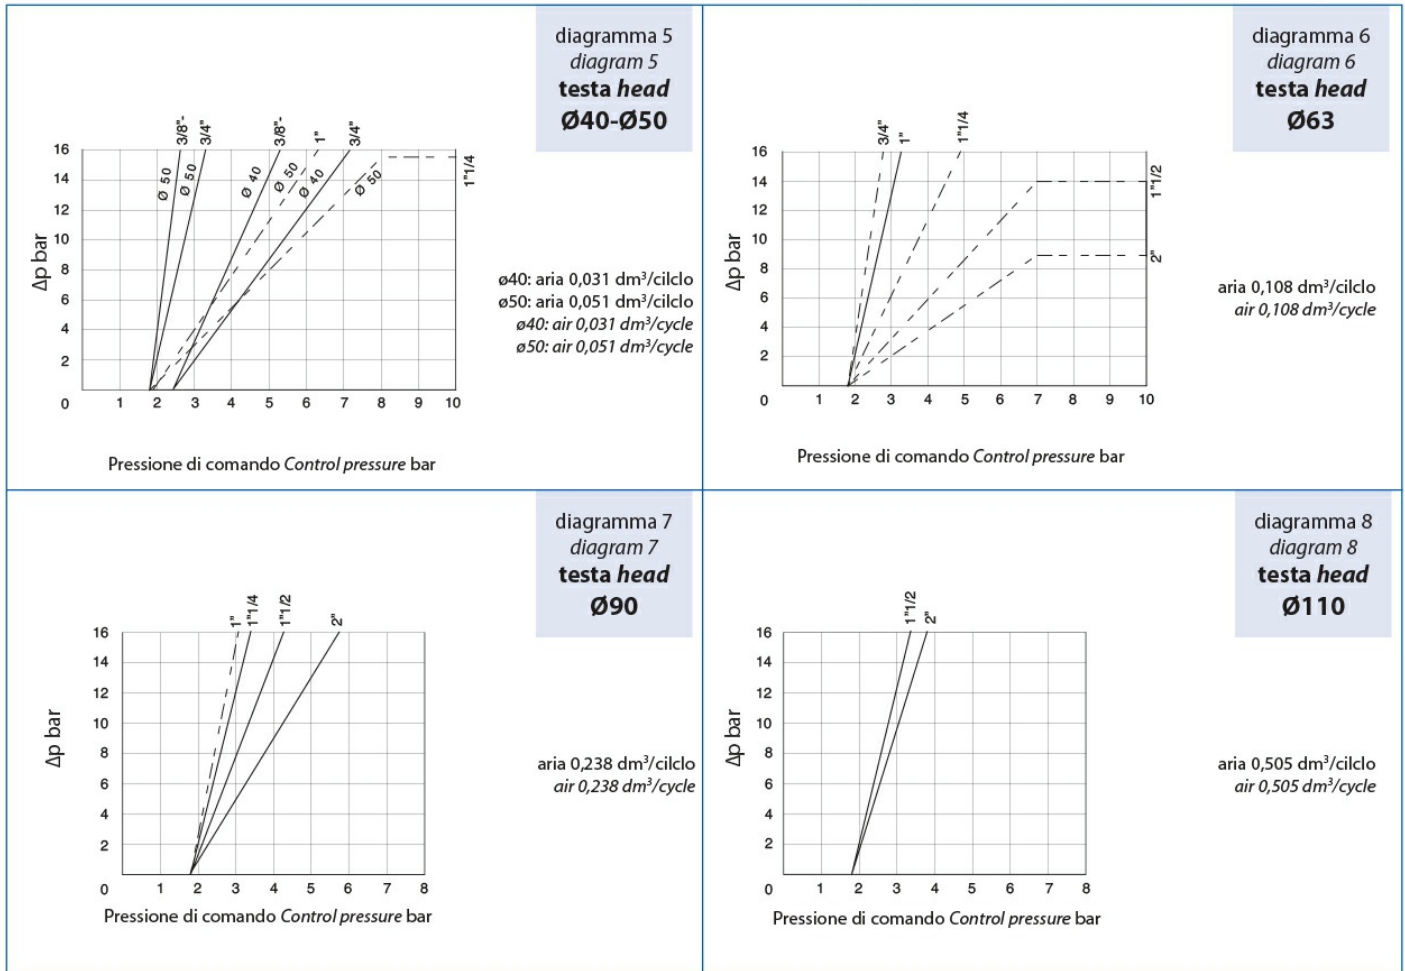 diagramma 5
diagram 5
testa head
Ø40-Ø50
3/8"-
3/4"
3/8"-
1"
3/4"
1"1/4
Ø 50
Ø 50
Ø 40
Ø 50
Ø 40
Ø 50
16
14
12
10
8
6
4
2
0 1 2 3 4 5 6 7 8 9 10
Δp bar
ø40: aria 0,031 dm³/cilclo
ø50: aria 0,051 dm³/cilclo
ø40: air 0,031 dm³/cycle
ø50: air 0,051 dm³/cycle
Pressione di comando Control pressure bar
diagramma 6
diagram 6
testa head
Ø63
3/4"
1"
1"1/4
1"1/2
2"
16
14
12
10
8
6
4
2
0 1 2 3 4 5 6 7 8 9 10
Δp bar
aria 0,108 dm³/cilclo
air 0,108 dm³/cycle
Pressione di comando Control pressure bar
diagramma 7
diagram 7
testa head
Ø90
1"
1"1/4
1"1/2
2"
16
14
12
10
8
6
4
2
0 1 2 3 4 5 6 7 8
Δp bar
aria 0,238 dm³/cilclo
air 0,238 dm³/cycle
Pressione di comando Control pressure bar
diagramma 8
diagram 8
testa head
Ø110
1"1/2
2"
16
14
12
10
8
6
4
2
0 1 2 3 4 5 6 7 8
Δp bar
aria 0,505 dm³/cilclo
air 0,505 dm³/cycle
Pressione di comando Control pressure bar